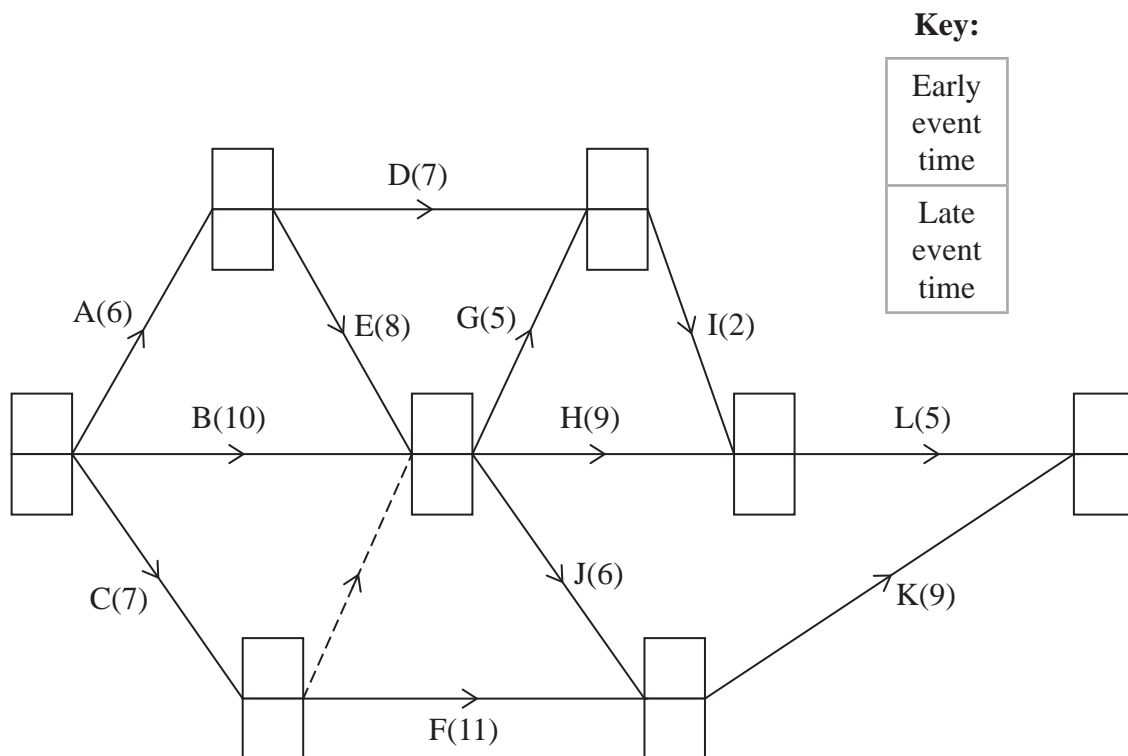 Key:
Early
event
time
Late
event
time
D(7)
A(6)
E(8)
G(5)
I(2)
B(10)
H(9)
L(5)
C(7)
J(6)
K(9)
F(11)